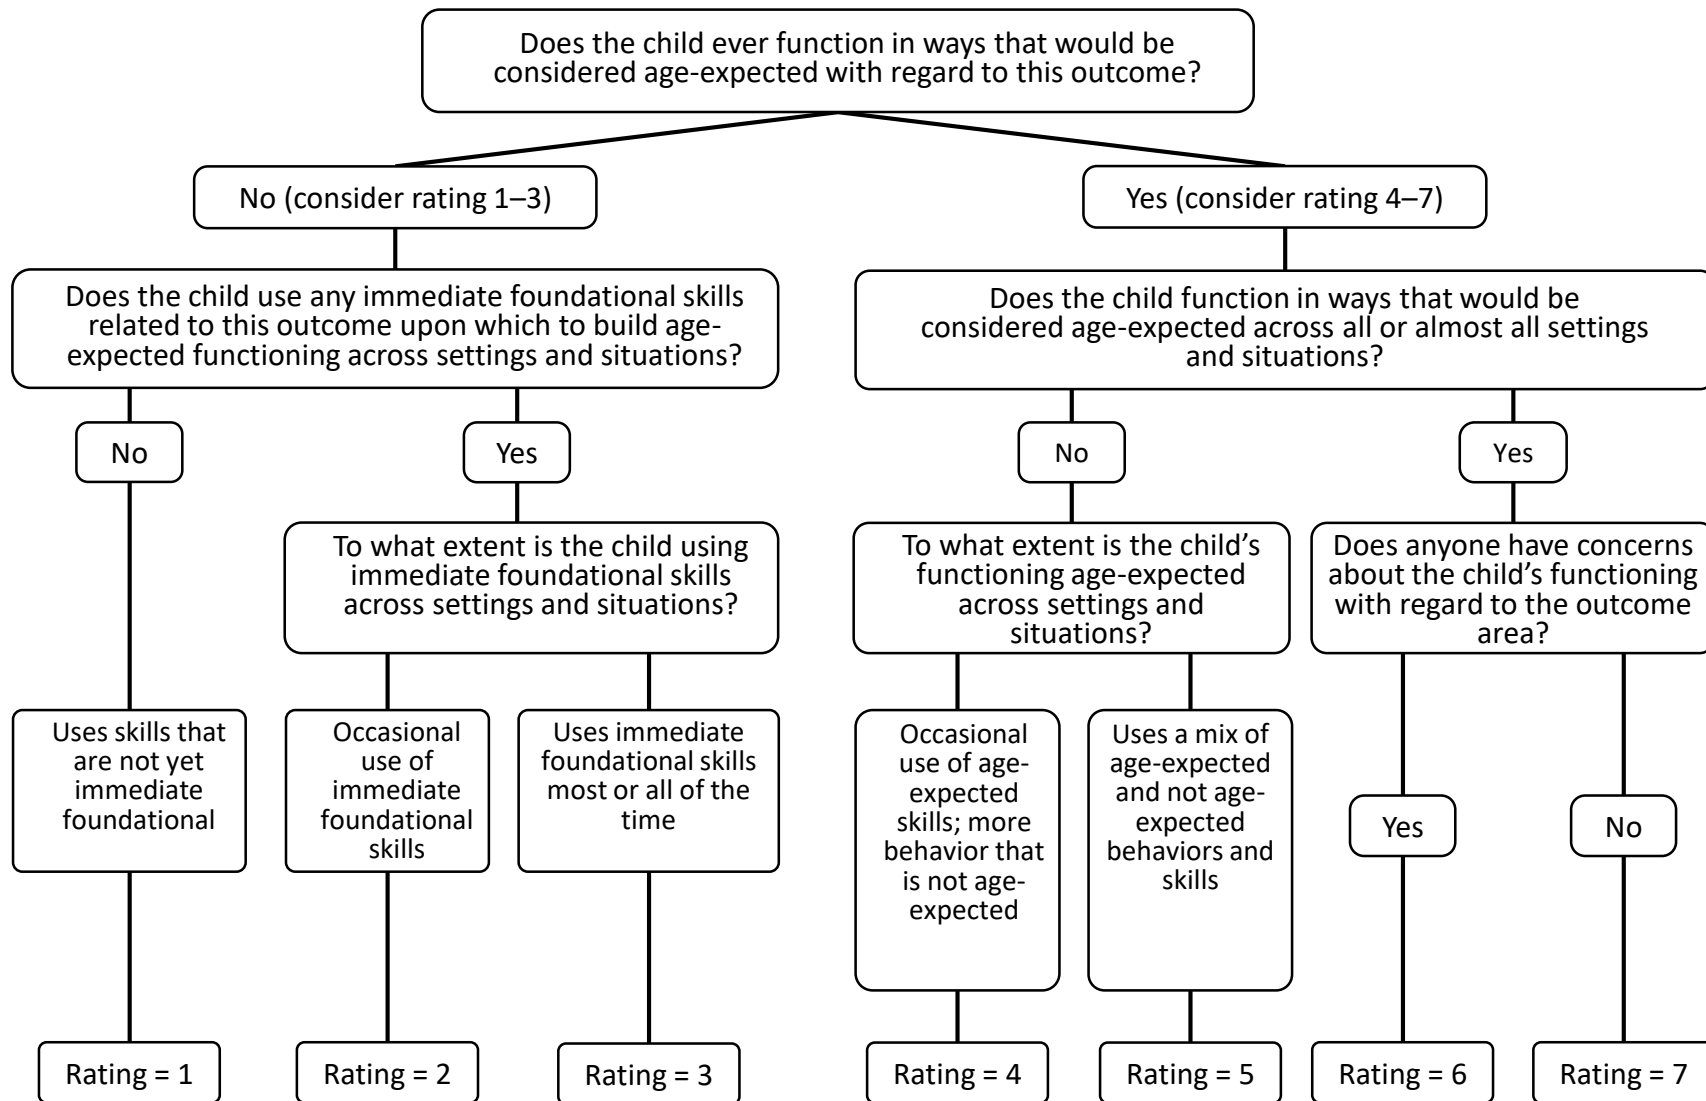 Does the child ever function in ways that would be
considered age-expected with regard to this outcome?
No (consider rating 1–3)
Yes (consider rating 4–7)
Does the child use any immediate foundational skills
related to this outcome upon which to build age-
expected functioning across settings and situations?
Does the child function in ways that would be
considered age-expected across all or almost all settings
and situations?
No
Yes
No
Yes
To what extent is the child using
immediate foundational skills
across settings and situations?
To what extent is the child’s
functioning age-expected
across settings and
situations?
Does anyone have concerns
about the child’s functioning
with regard to the outcome
area?
Uses skills that
are not yet
immediate
foundational
Occasional
use of
immediate
foundational
skills
Uses immediate
foundational skills
most or all of the
time
Occasional
use of age-
expected
skills; more
behavior that
is not age-
expected
Uses a mix of
age-expected
and not age-
expected
behaviors and
skills
Yes
No
Rating = 1
Rating = 2
Rating = 3
Rating = 4
Rating = 5
Rating = 6
Rating = 7